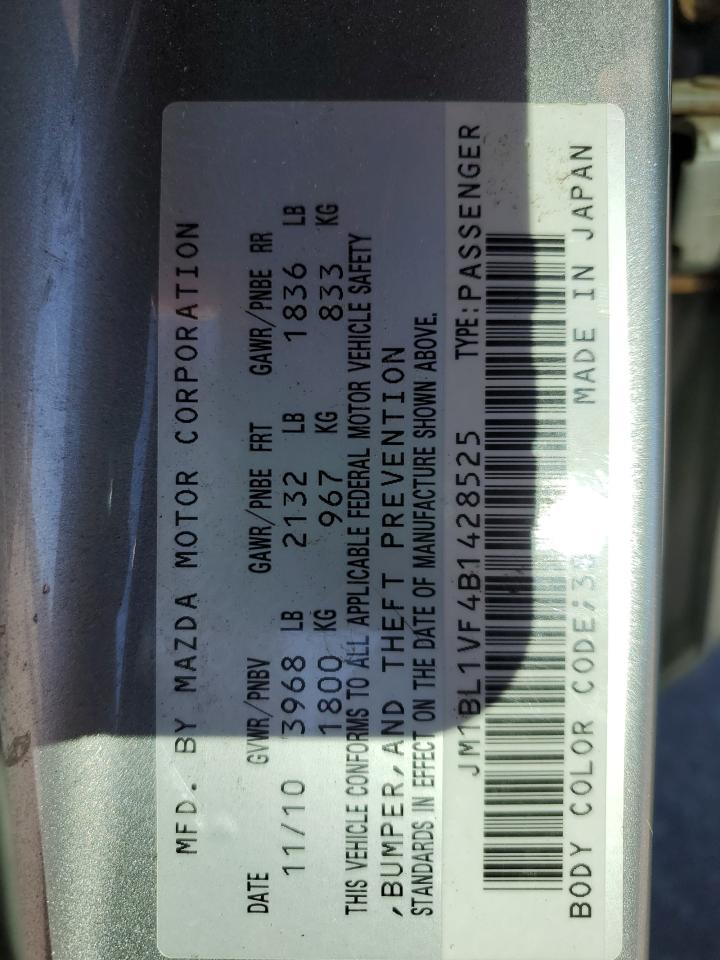 MFD. BY MAZDA MOTOR CORPORATION
DATE GVWR/PNBV GAWR/PNBE FRT GAWR/PNBE RR
11/10 3968 LB 2132 LB 1836 LB
1800 KG 967 KG 833 KG
THIS VEHICLE CONFORMS TO ALL APPLICABLE FEDERAL MOTOR VEHICLE SAFETY
,BUMPER,AND THEFT PREVENTION
STANDARDS IN EFFECT ON THE DATE OF MANUFACTURE SHOWN ABOVE.
JM1BL1VF4B1428525 TYPE:PASSENGER
BODY COLOR CODE; MADE IN JAPAN